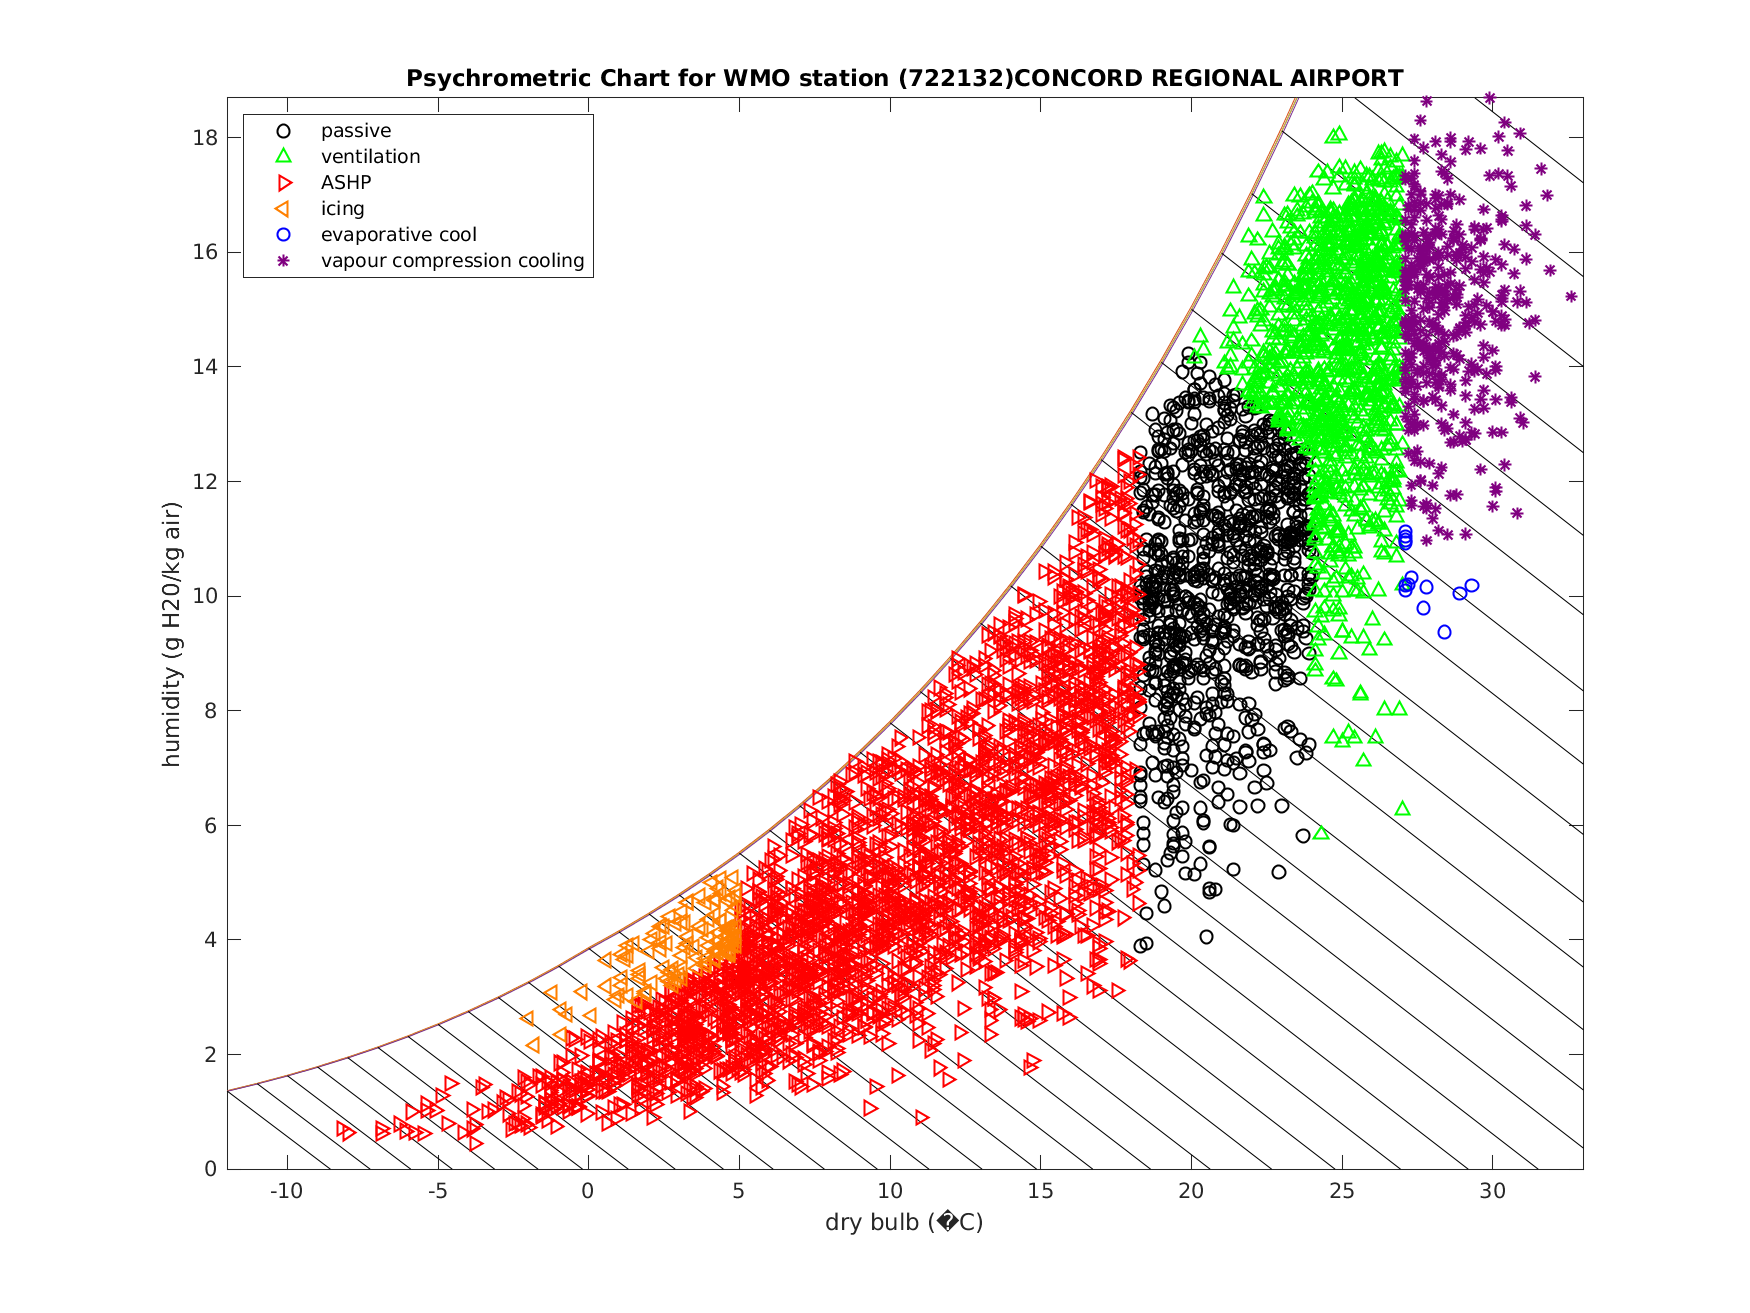 Psychrometric Chart for WMO station (722132)CONCORD REGIONAL AIRPORT
passive
ventilation
ASHP
icing
evaporative cool
vapour compression cooling
humidity (g H20/kg air)
18
16
14
12
10
8
6
4
2
0
-10 -5 0 5 10 15 20 25 30
dry bulb (�C)